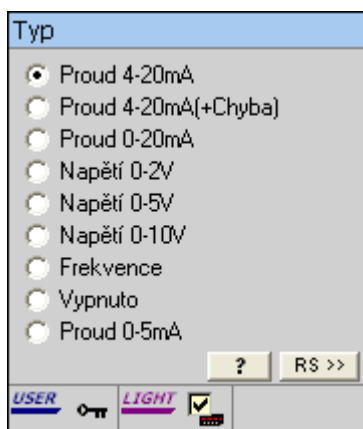 Typ
Proud 4-20mA
Proud 4-20mA(+Chyba)
Proud 0-20mA
Napětí 0-2V
Napětí 0-5V
Napětí 0-10V
Frekvence
Vypnuto
Proud 0-5mA
? RS >>
USER LIGHT